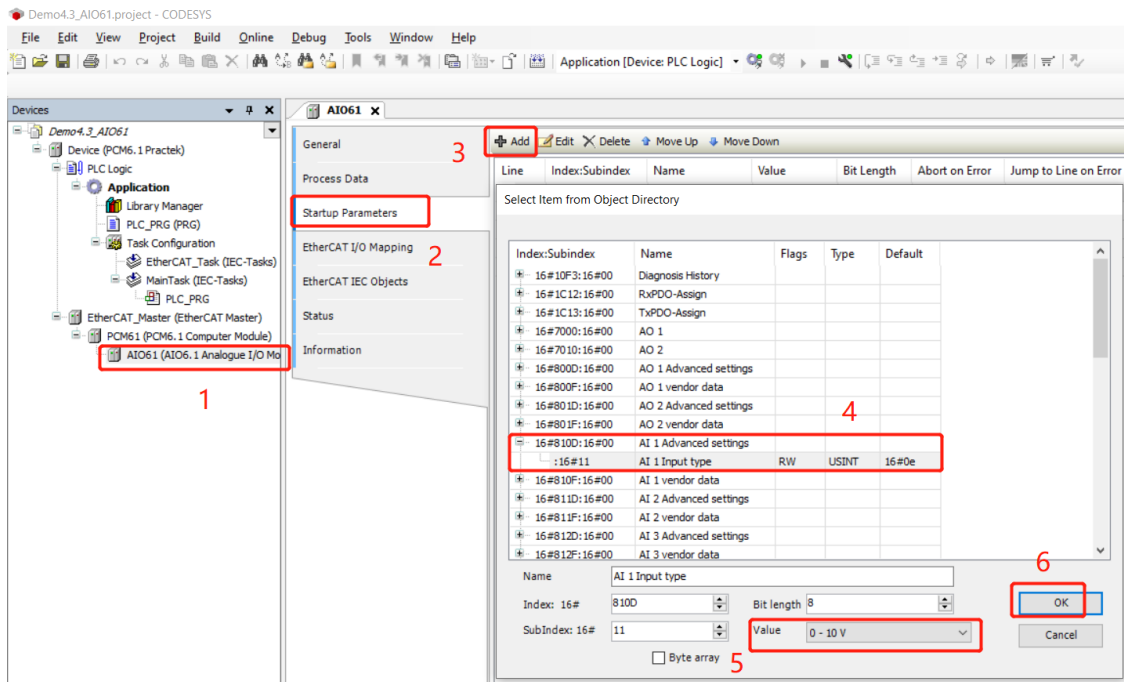 Demo4.3_AIO61.project - CODESYS
File Edit View Project Build Online Debug Tools Window Help
Application [Device: PLC Logic]
Devices
AIO61
Demo4.3_AIO61
Device (PCM6.1 Practek)
PLC Logic
Application
Library Manager
PLC_PRG (PRG)
Task Configuration
EtherCAT_Task (IEC-Tasks)
MainTask (IEC-Tasks)
PLC_PRG
EtherCAT_Master (EtherCAT Master)
PCM61 (PCM6.1 Computer Module)
AIO61 (AIO6.1 Analogue I/O Mo
1
General
Process Data
Startup Parameters
EtherCAT I/O Mapping
EtherCAT IEC Objects
Status
Information
2
3
Add Edit Delete Move Up Move Down
Line Index:Subindex Name Value Bit Length Abort on Error Jump to Line on Error
Select Item from Object Directory
Index:Subindex Name Flags Type Default
16#10F3:16#00 Diagnosis History
16#1C12:16#00 RxPDO-Assign
16#1C13:16#00 TxPDO-Assign
16#7000:16#00 AO 1
16#7010:16#00 AO 2
16#800D:16#00 AO 1 Advanced settings
16#800F:16#00 AO 1 vendor data
16#801D:16#00 AO 2 Advanced settings
16#801F:16#00 AO 2 vendor data
4
16#810D:16#00 AI 1 Advanced settings
:16#11 AI 1 Input type RW USINT 16#0e
16#810F:16#00 AI 1 vendor data
16#811D:16#00 AI 2 Advanced settings
16#811F:16#00 AI 2 vendor data
16#812D:16#00 AI 3 Advanced settings
16#812F:16#00 AI 3 vendor data
Name AI 1 Input type
6
Index: 16# 810D Bit length 8 OK
SubIndex: 16# 11 Value 0 - 10 V Cancel
Byte array 5